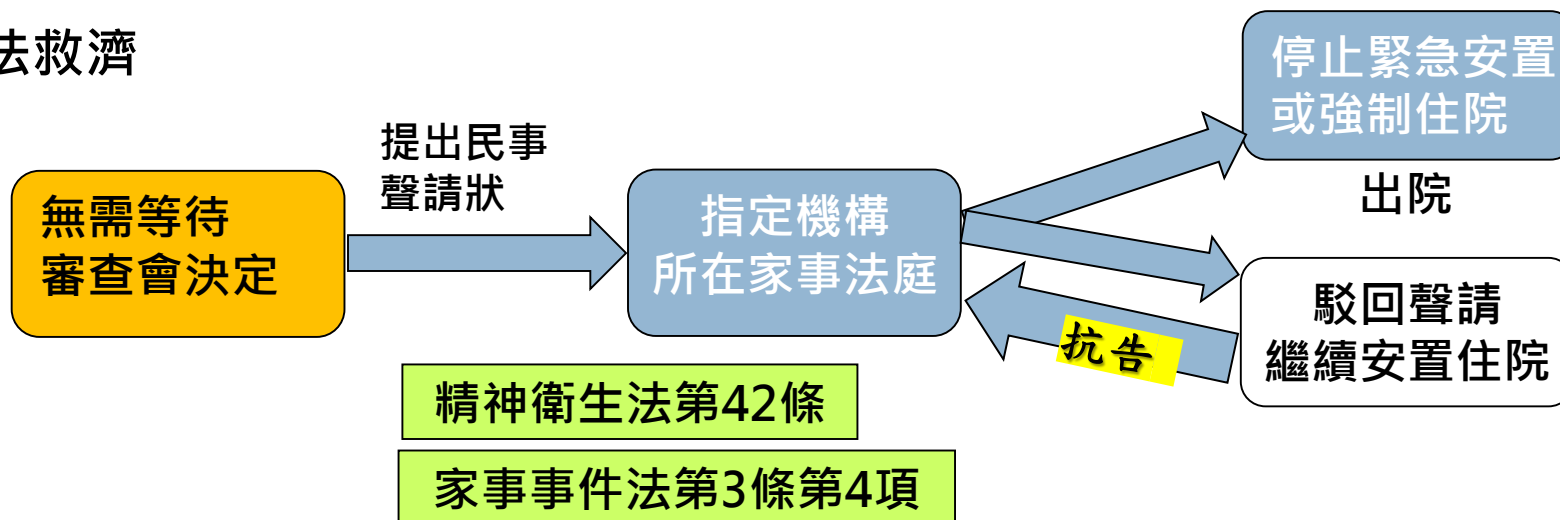 法救濟
無需等待
審查會決定
提出民事
聲請狀
指定機構
所在家事法庭
停止緊急安置
或強制住院
出院
駁回聲請
繼續安置住院
抗告
精神衛生法第42條
家事事件法第3條第4項